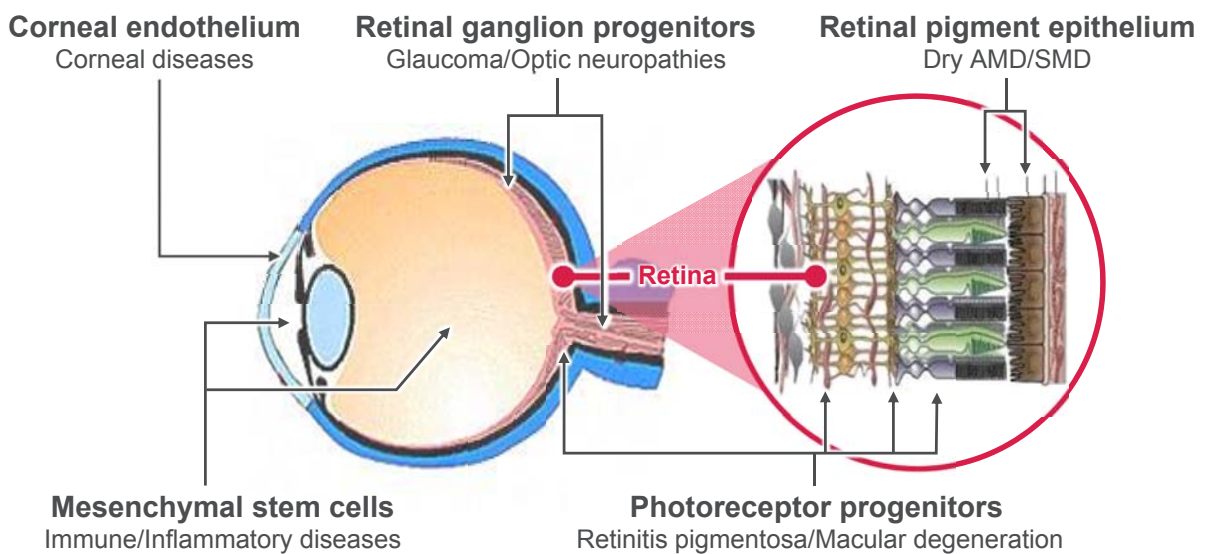 Corneal endothelium
Corneal diseases
Retinal ganglion progenitors
Glaucoma/Optic neuropathies
Retinal pigment epithelium
Dry AMD/SMD
Retina
Mesenchymal stem cells
Immune/Inflammatory diseases
Photoreceptor progenitors
Retinitis pigmentosa/Macular degeneration